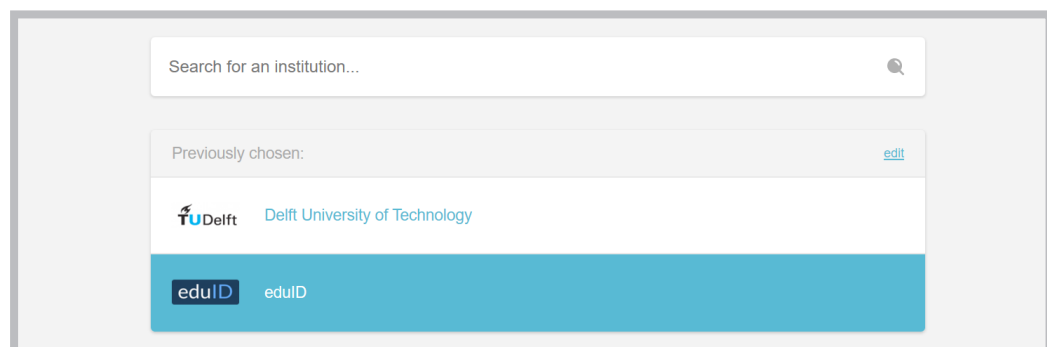 Search for an institution...
Previously chosen: edit
TUDelft Delft University of Technology
eduID eduID